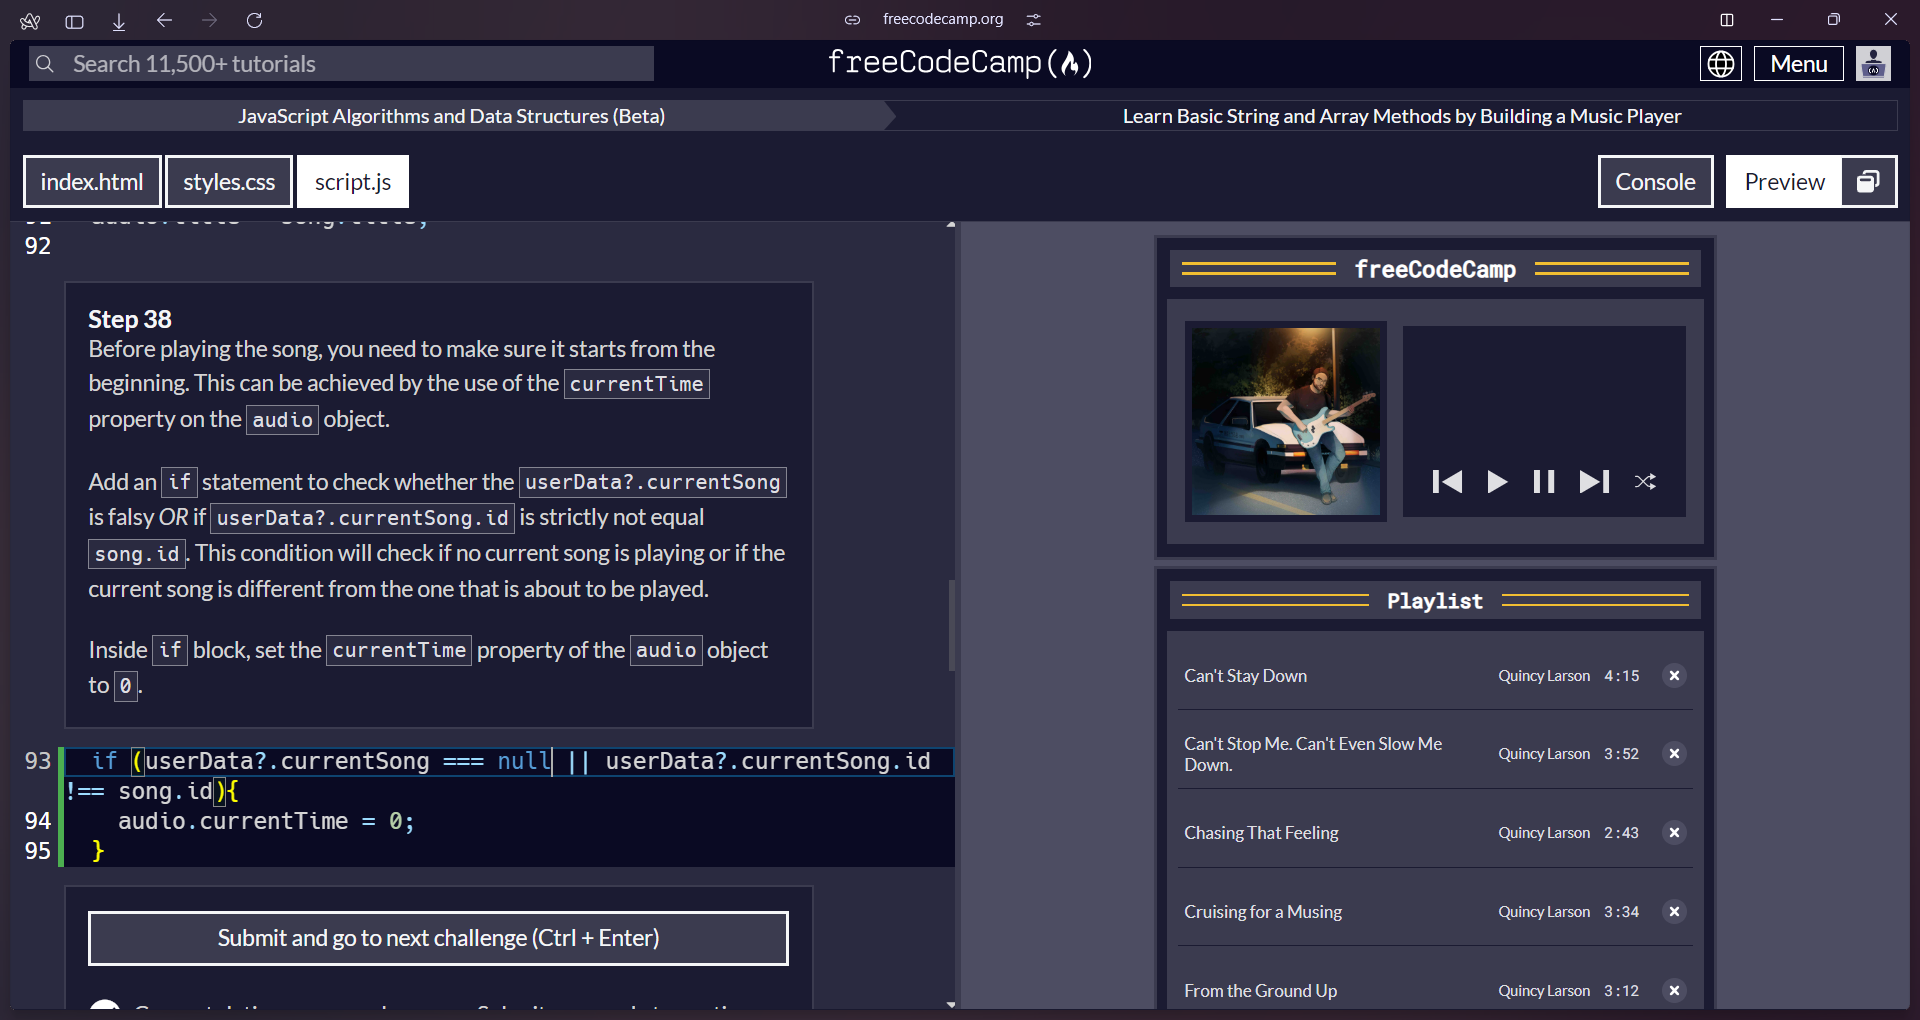 freecodecamp.org
Search 11,500+ tutorials
freeCodeCamp
Menu
JavaScript Algorithms and Data Structures (Beta)
Learn Basic String and Array Methods by Building a Music Player
index.html
styles.css
script.js
Console
Preview
92
Step 38
Before playing the song, you need to make sure it starts from the
beginning. This can be achieved by the use of the currentTime
property on the audio object.
Add an if statement to check whether the userData?.currentSong
is falsy OR if userData?.currentSong.id is strictly not equal
song.id. This condition will check if no current song is playing or if the
current song is different from the one that is about to be played.
Inside if block, set the currentTime property of the audio object
to 0.
93 if (userData?.currentSong === null || userData?.currentSong.id
!== song.id){
94 audio.currentTime = 0;
95 }
Submit and go to next challenge (Ctrl + Enter)
freeCodeCamp
Playlist
Can't Stay Down Quincy Larson 4:15
Can't Stop Me. Can't Even Slow Me
Down. Quincy Larson 3:52
Chasing That Feeling Quincy Larson 2:43
Cruising for a Musing Quincy Larson 3:34
From the Ground Up Quincy Larson 3:12